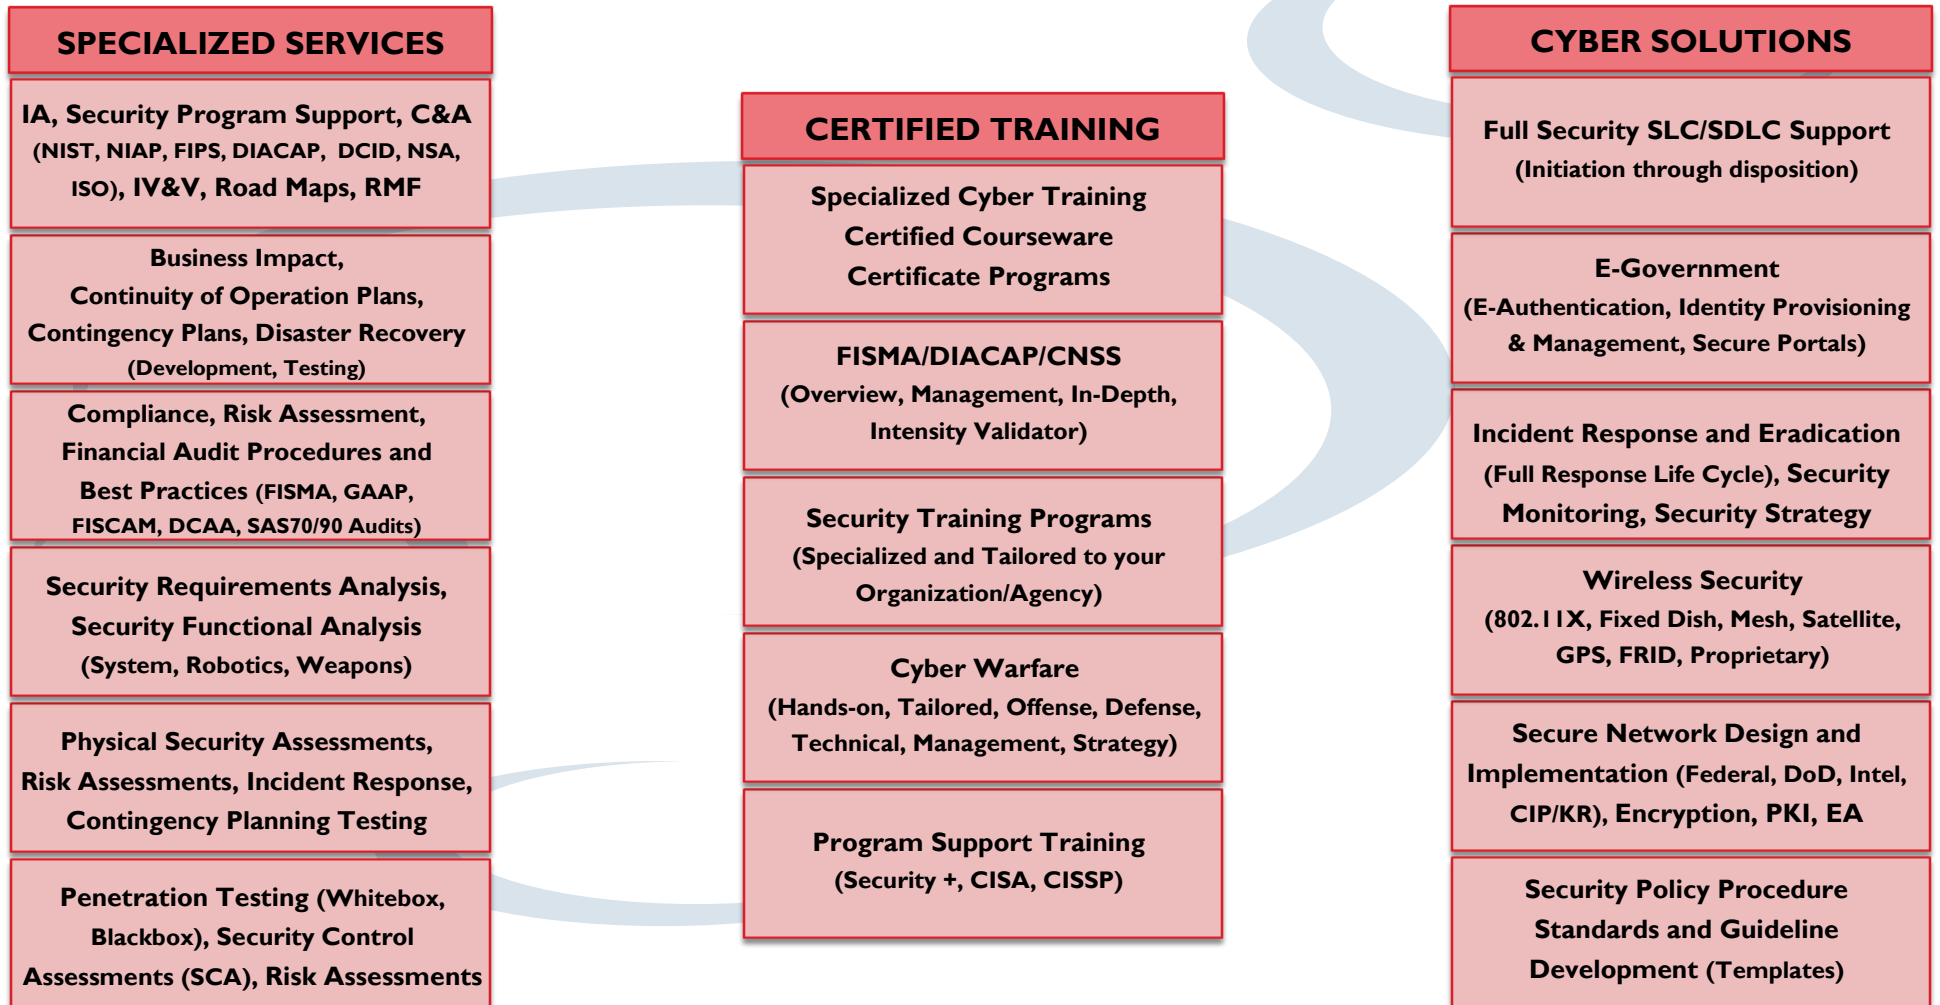 SPECIALIZED SERVICES
IA, Security Program Support, C&A
(NIST, NIAP, FIPS, DIACAP, DCID, NSA,
ISO), IV&V, Road Maps, RMF
Business Impact,
Continuity of Operation Plans,
Contingency Plans, Disaster Recovery
(Development, Testing)
Compliance, Risk Assessment,
Financial Audit Procedures and
Best Practices (FISMA, GAAP,
FISCAM, DCAA, SAS70/90 Audits)
Security Requirements Analysis,
Security Functional Analysis
(System, Robotics, Weapons)
Physical Security Assessments,
Risk Assessments, Incident Response,
Contingency Planning Testing
Penetration Testing (Whitebox,
Blackbox), Security Control
Assessments (SCA), Risk Assessments
CERTIFIED TRAINING
Specialized Cyber Training
Certified Courseware
Certificate Programs
FISMA/DIACAP/CNSS
(Overview, Management, In-Depth,
Intensity Validator)
Security Training Programs
(Specialized and Tailored to your
Organization/Agency)
Cyber Warfare
(Hands-on, Tailored, Offense, Defense,
Technical, Management, Strategy)
Program Support Training
(Security +, CISA, CISSP)
CYBER SOLUTIONS
Full Security SLC/SDLC Support
(Initiation through disposition)
E-Government
(E-Authentication, Identity Provisioning
& Management, Secure Portals)
Incident Response and Eradication
(Full Response Life Cycle), Security
Monitoring, Security Strategy
Wireless Security
(802.11X, Fixed Dish, Mesh, Satellite,
GPS, FRID, Proprietary)
Secure Network Design and
Implementation (Federal, DoD, Intel,
CIP/KR), Encryption, PKI, EA
Security Policy Procedure
Standards and Guideline
Development (Templates)